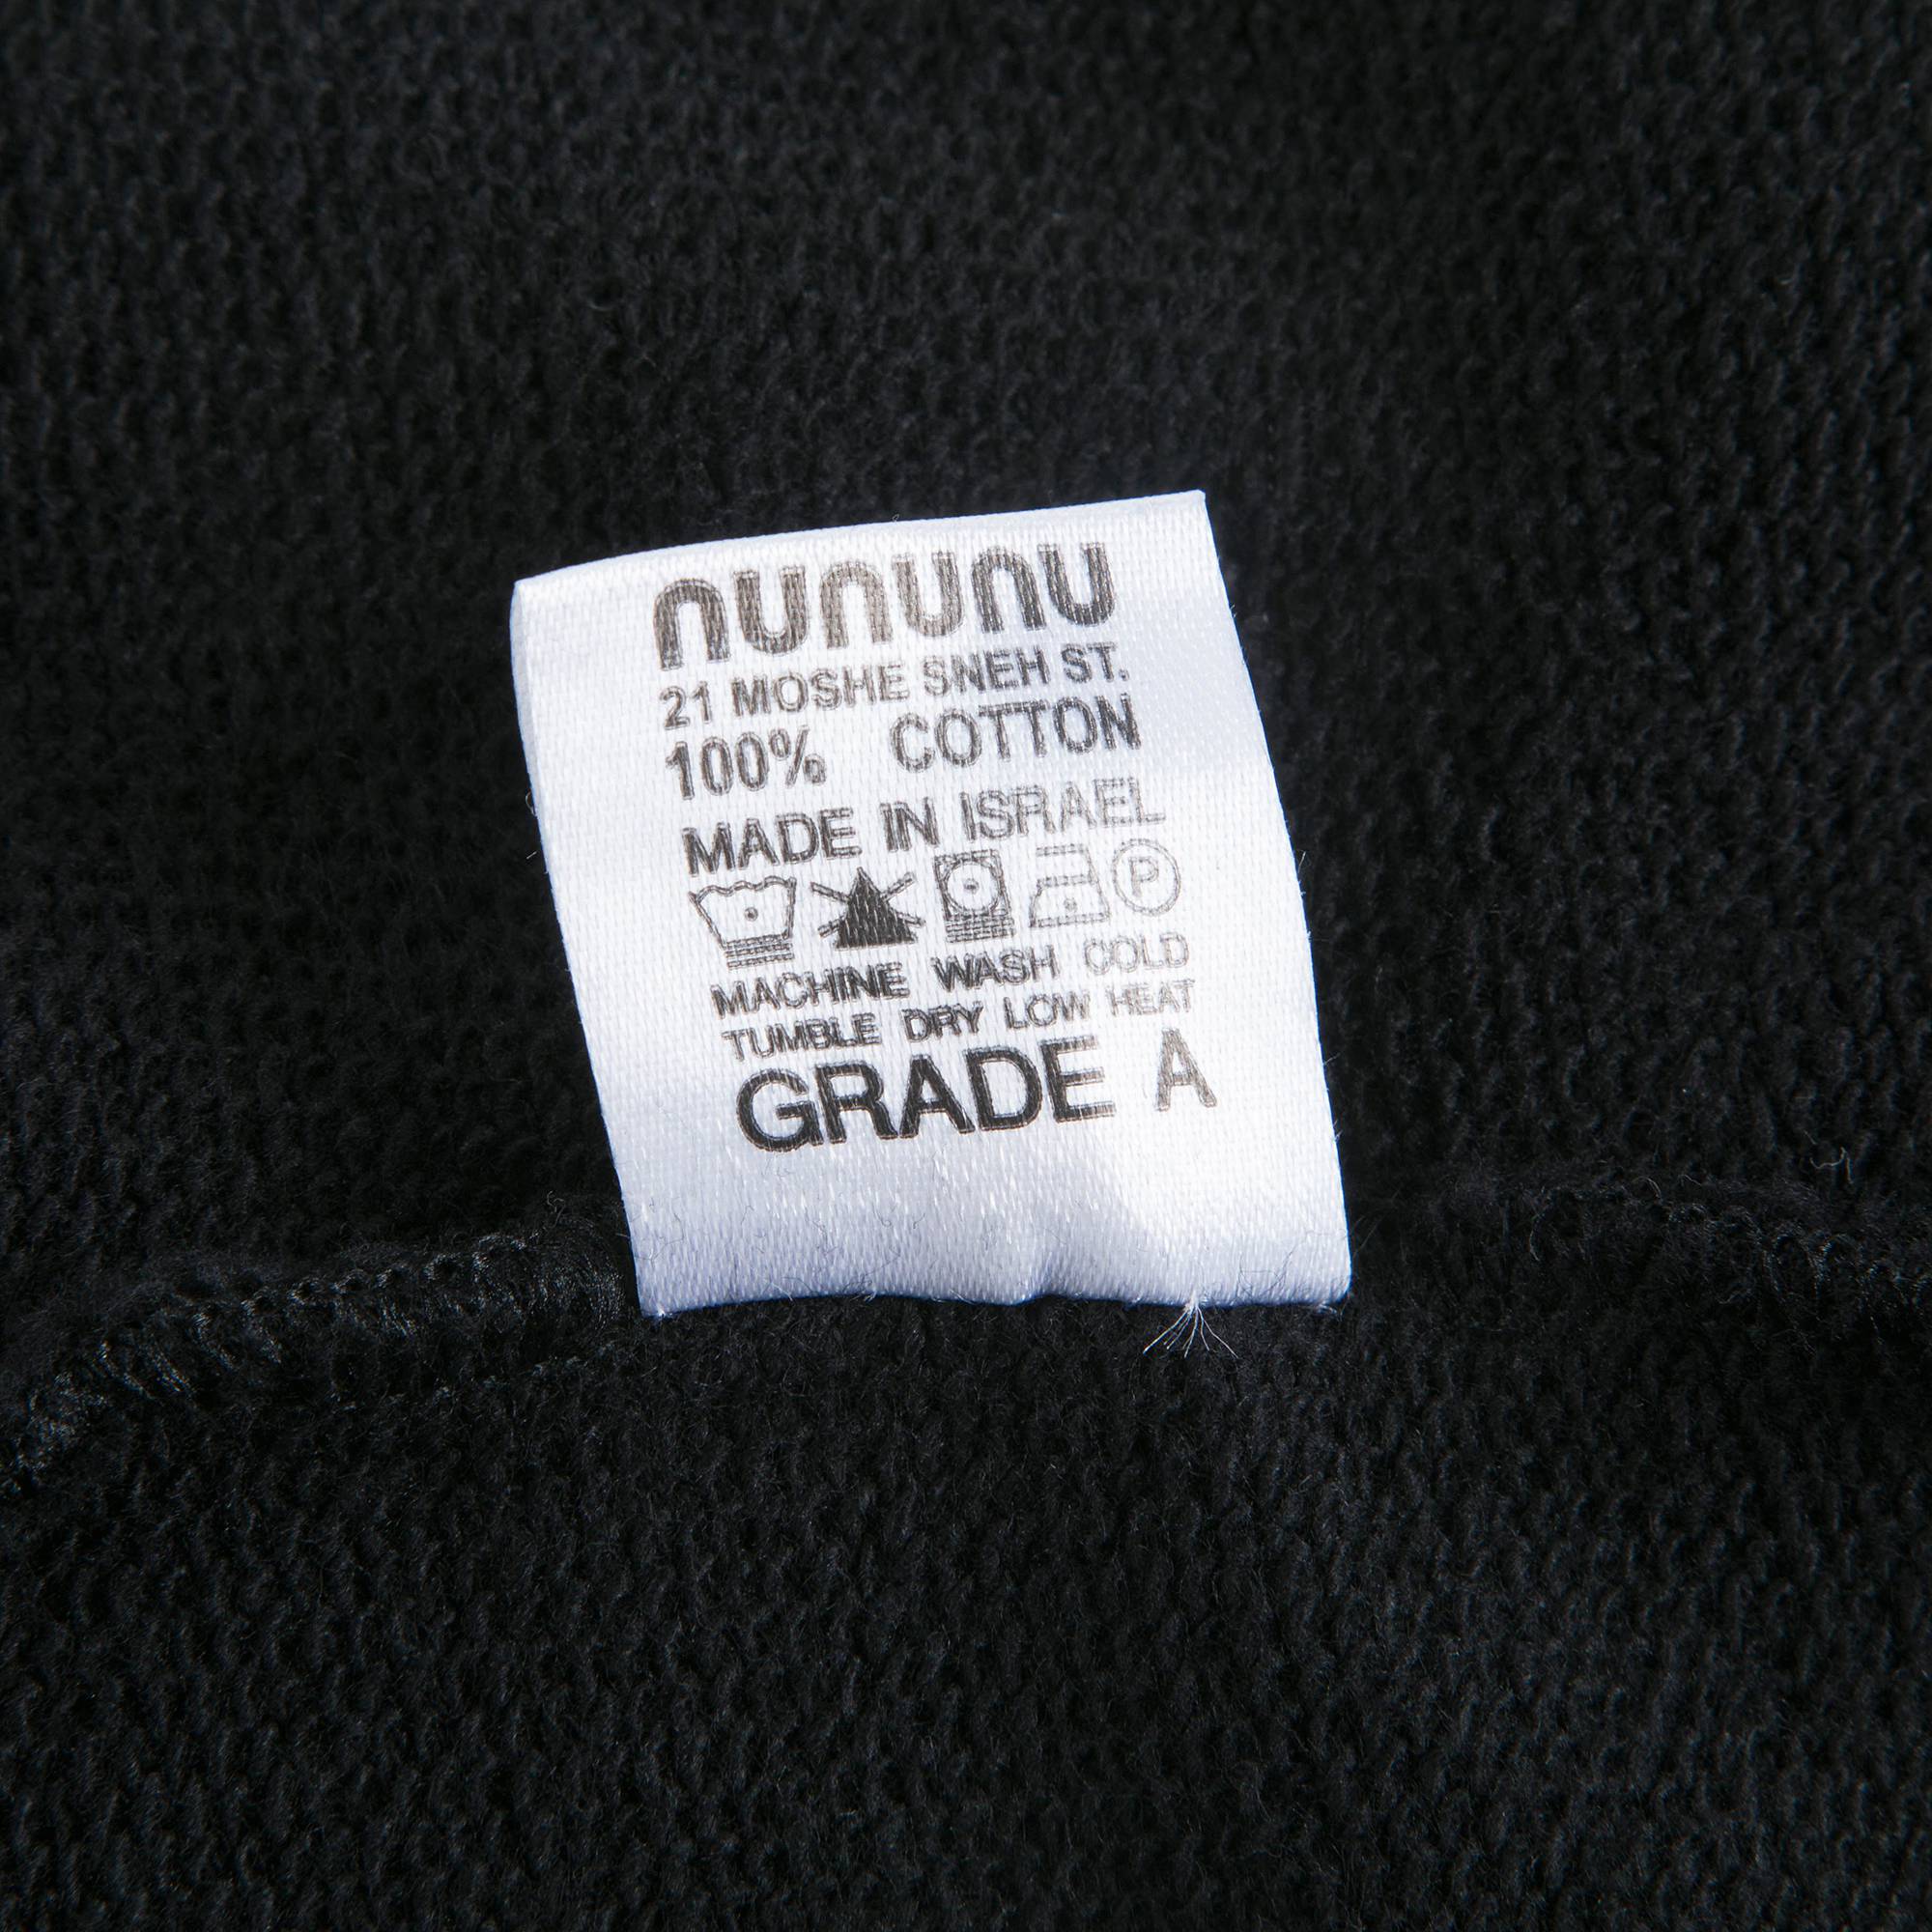 nununu
21 MOSHE SNEH ST.
100% COTTON
MADE IN ISRAEL
P
MACHINE WASH COLD
TUMBLE DRY LOW HEAT
GRADE A